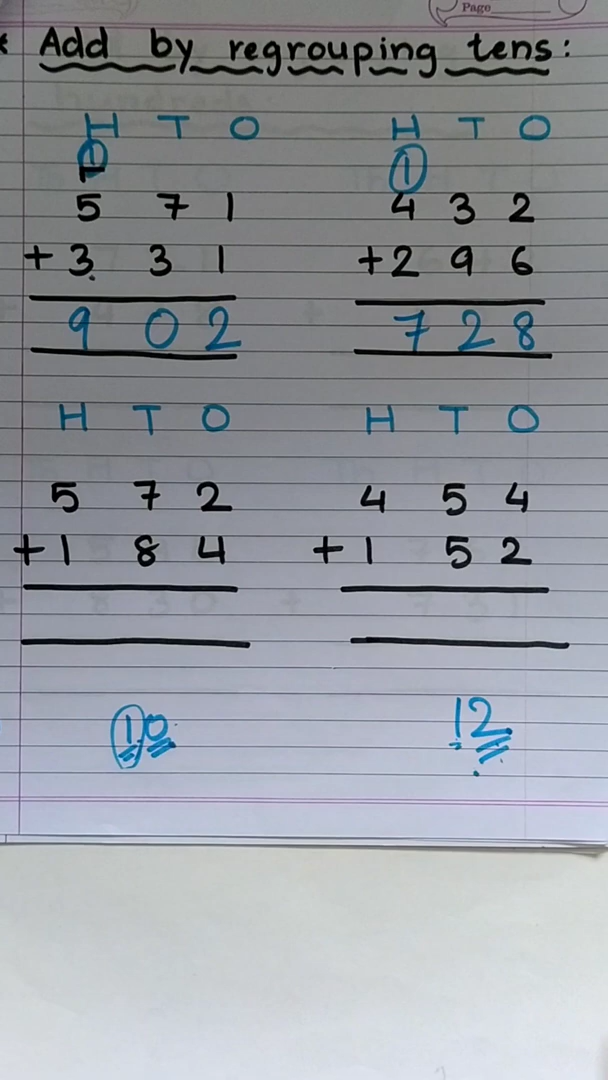 Page
* Add by regrouping tens:
H T O H T O
1 1
5 7 1 4 3 2
+ 3 3 1 + 2 9 6
9 0 2 7 2 8
H T O H T O
5 7 2 4 5 4
+ 1 8 4 + 1 5 2
10 12